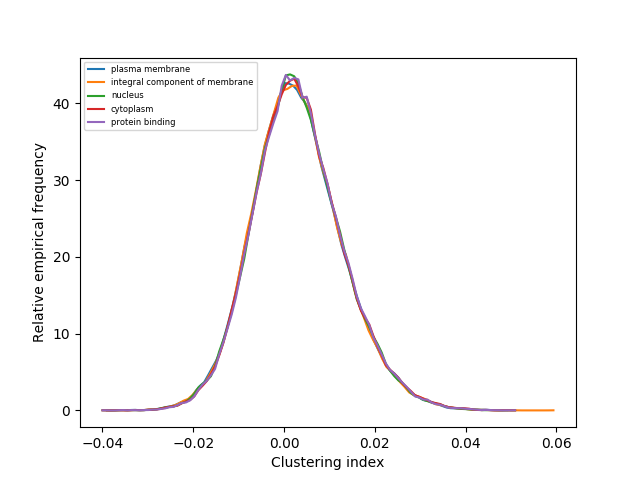 plasma membrane
integral component of membrane
nucleus
cytoplasm
protein binding
Relative empirical frequency
40
30
20
10
0
−0.04 −0.02 0.00 0.02 0.04 0.06
Clustering index